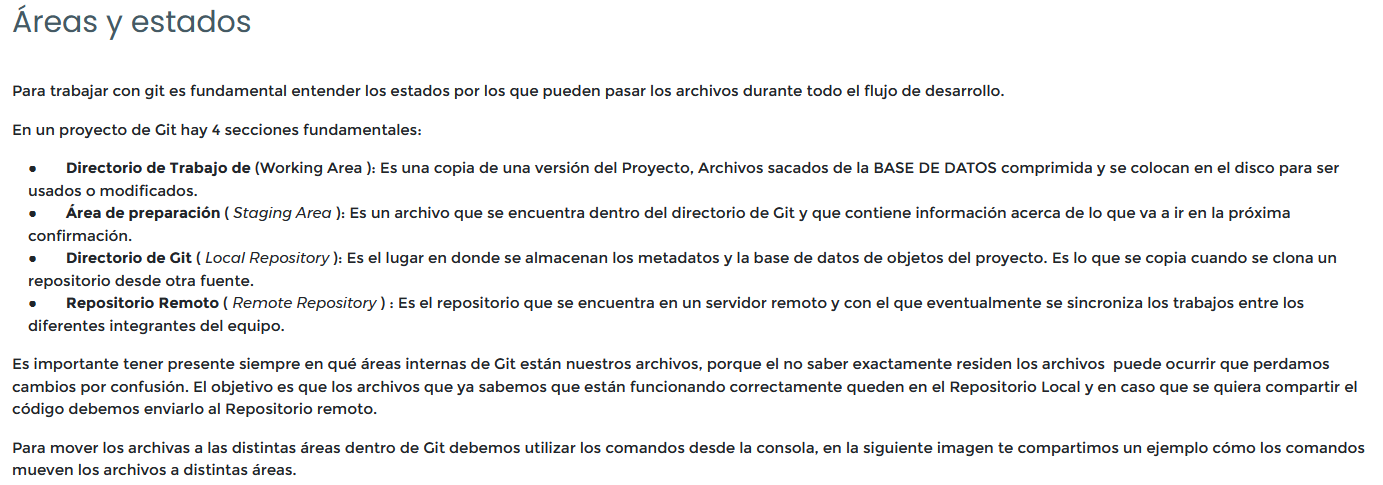 Áreas y estados
Para trabajar con git es fundamental entender los estados por los que pueden pasar los archivos durante todo el flujo de desarrollo.
En un proyecto de Git hay 4 secciones fundamentales:
● Directorio de Trabajo de (Working Area ): Es una copia de una versión del Proyecto, Archivos sacados de la BASE DE DATOS comprimida y se colocan en el disco para ser
usados o modificados.
● Área de preparación ( Staging Area ): Es un archivo que se encuentra dentro del directorio de Git y que contiene información acerca de lo que va a ir en la próxima
confirmación.
● Directorio de Git ( Local Repository ): Es el lugar en donde se almacenan los metadatos y la base de datos de objetos del proyecto. Es lo que se copia cuando se clona un
repositorio desde otra fuente.
● Repositorio Remoto ( Remote Repository ) : Es el repositorio que se encuentra en un servidor remoto y con el que eventualmente se sincroniza los trabajos entre los
diferentes integrantes del equipo.
Es importante tener presente siempre en qué áreas internas de Git están nuestros archivos, porque el no saber exactamente residen los archivos  puede ocurrir que perdamos
cambios por confusión. El objetivo es que los archivos que ya sabemos que están funcionando correctamente queden en el Repositorio Local y en caso que se quiera compartir el
código debemos enviarlo al Repositorio remoto.
Para mover los archivas a las distintas áreas dentro de Git debemos utilizar los comandos desde la consola, en la siguiente imagen te compartimos un ejemplo cómo los comandos
mueven los archivos a distintas áreas.